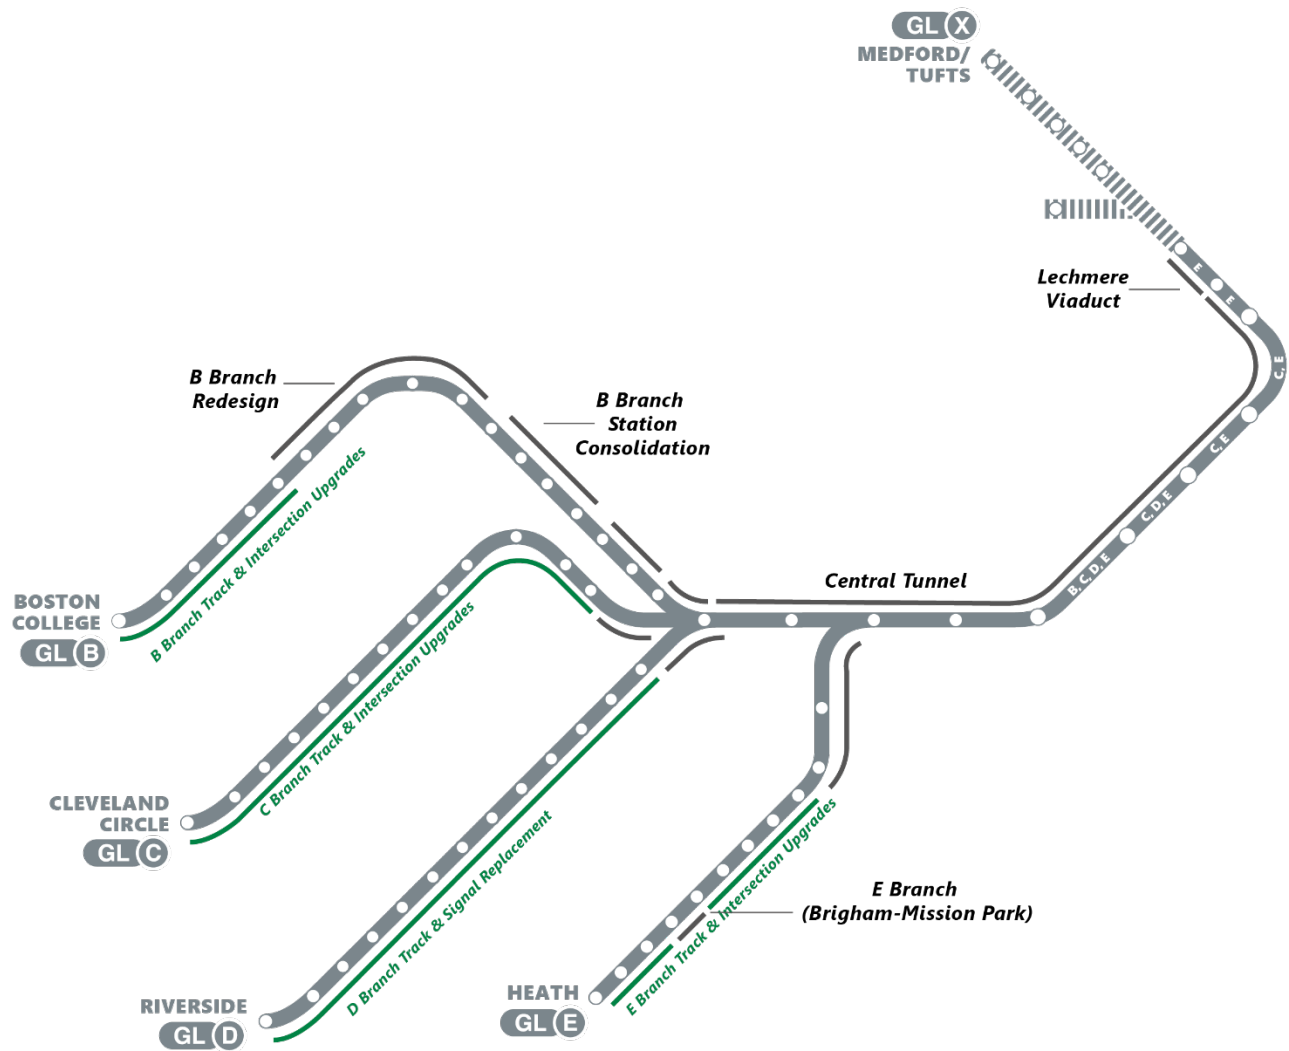 GL X
MEDFORD/
TUFTS
Lechmere
Viaduct
E
E
C, E
C, E
C, D, E
B, C, D, E
B Branch
Redesign
B Branch
Station
Consolidation
B Branch Track & Intersection Upgrades
Central Tunnel
BOSTON
COLLEGE
GL B
C Branch Track & Intersection Upgrades
CLEVELAND
CIRCLE
GL C
D Branch Track & Signal Replacement
E Branch
(Brigham-Mission Park)
E Branch Track & Intersection Upgrades
RIVERSIDE
GL D
HEATH
GL E